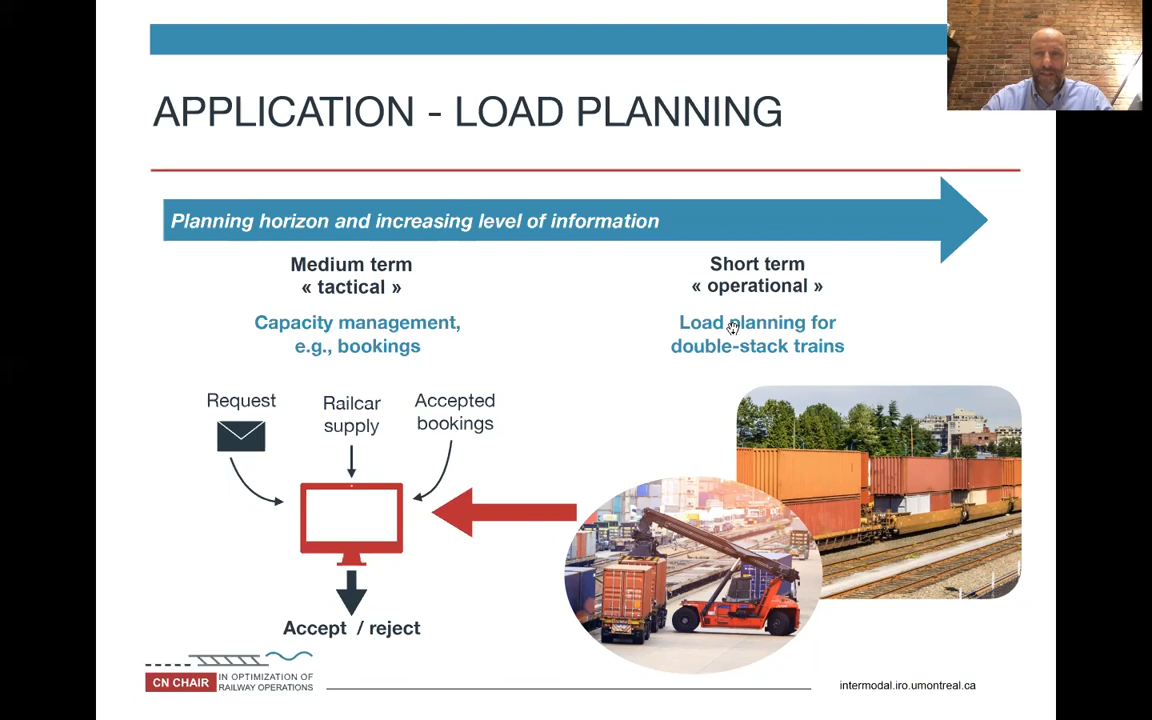 APPLICATION - LOAD PLANNING
Planning horizon and increasing level of information
Medium term
« tactical »
Capacity management,
e.g., bookings
Short term
« operational »
Load planning for
double-stack trains
Request
Railcar
supply
Accepted
bookings
Accept / reject
CN CHAIR
IN OPTIMIZATION OF
RAILWAY OPERATIONS
intermodal.iro.umontreal.ca